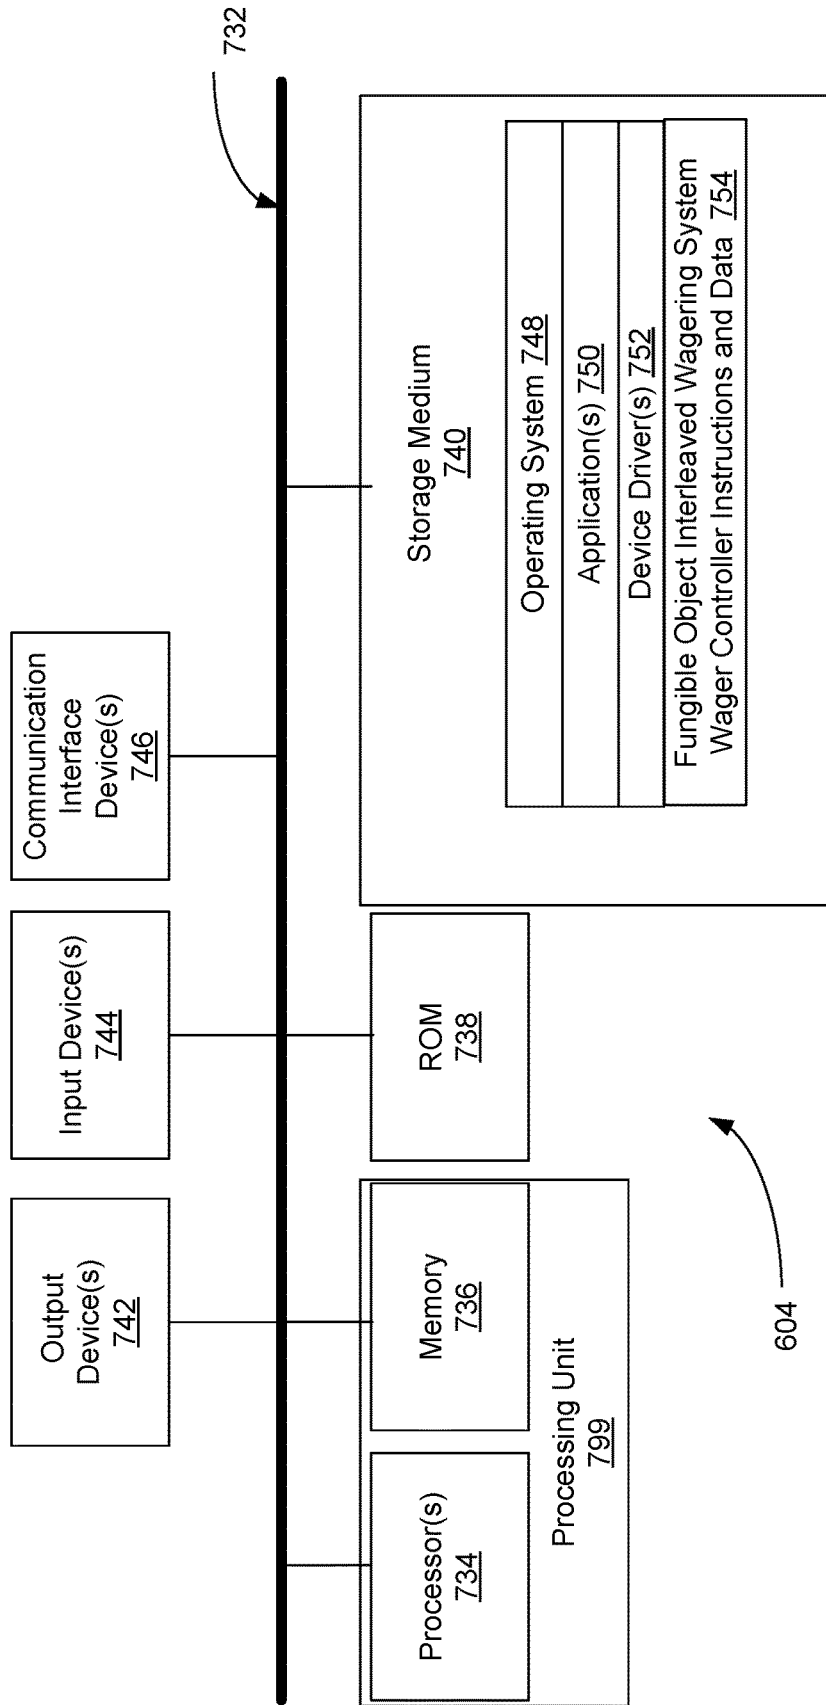 732
Output
Device(s)
742
Input Device(s)
744
Communication
Interface
Device(s)
746
Processor(s)
734
Memory
736
Processing Unit
799
ROM
738
Storage Medium
740
Operating System 748
Application(s) 750
Device Driver(s) 752
Fungible Object Interleaved Wagering System
Wager Controller Instructions and Data 754
604